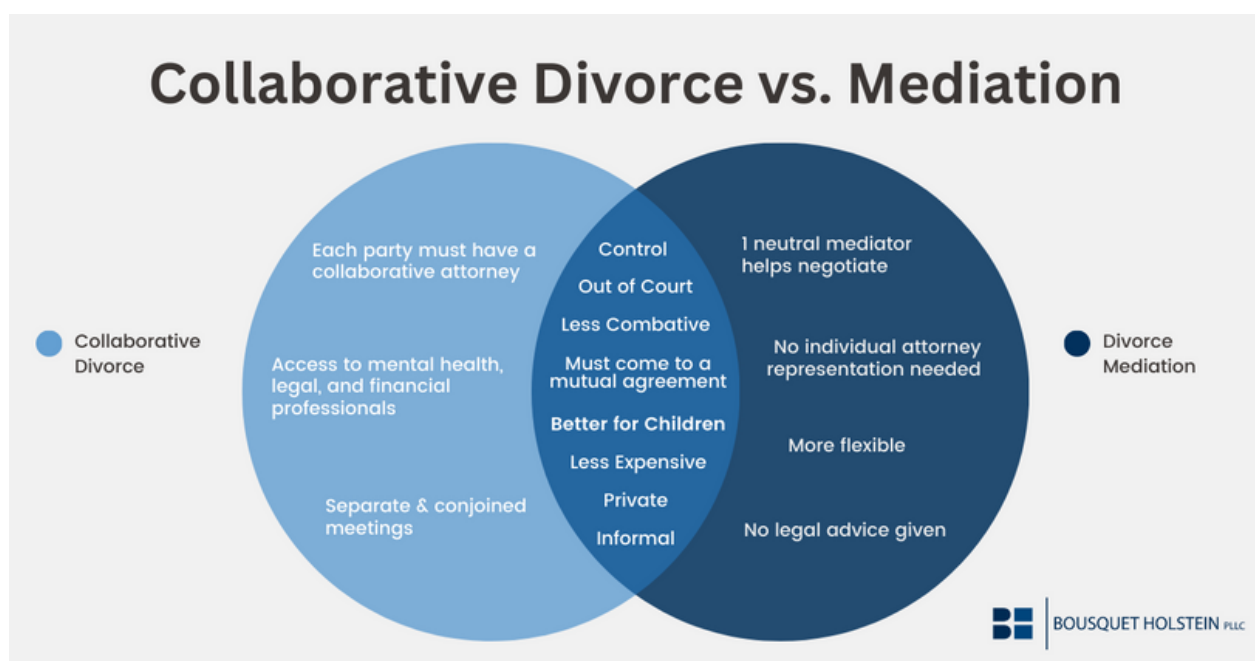 Collaborative Divorce vs. Mediation
Collaborative
Divorce
Each party must have a
collaborative attorney
Access to mental health,
legal, and financial
professionals
Separate & conjoined
meetings
Control
Out of Court
Less Combative
Must come to a
mutual agreement
Better for Children
Less Expensive
Private
Informal
1 neutral mediator
helps negotiate
No individual attorney
representation needed
More flexible
No legal advice given
Divorce
Mediation
BOUSQUET HOLSTEIN PLLC